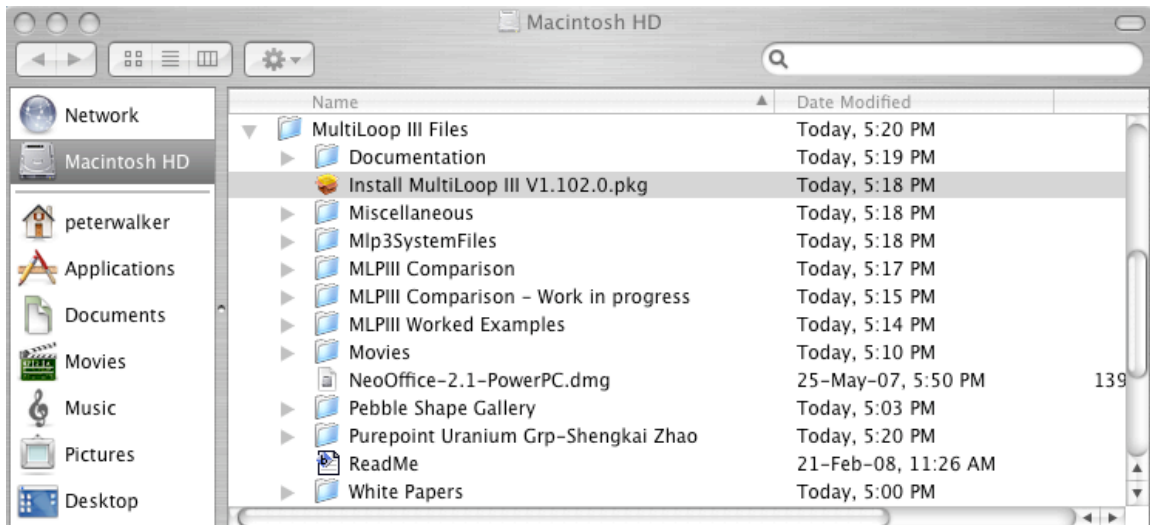 Macintosh HD
Name Date Modified
Network
Macintosh HD
peterwalker
Applications
Documents
Movies
Music
Pictures
Desktop
MultiLoop III Files Today, 5:20 PM
Documentation Today, 5:19 PM
Install MultiLoop III V1.102.0.pkg Today, 5:18 PM
Miscellaneous Today, 5:18 PM
Mlp3SystemFiles Today, 5:18 PM
MLPIII Comparison Today, 5:17 PM
MLPIII Comparison – Work in progress Today, 5:15 PM
MLPIII Worked Examples Today, 5:14 PM
Movies Today, 5:10 PM
NeoOffice-2.1-PowerPC.dmg 25-May-07, 5:50 PM 139
Pebble Shape Gallery Today, 5:03 PM
Purepoint Uranium Grp-Shengkai Zhao Today, 5:20 PM
ReadMe 21-Feb-08, 11:26 AM
White Papers Today, 5:00 PM